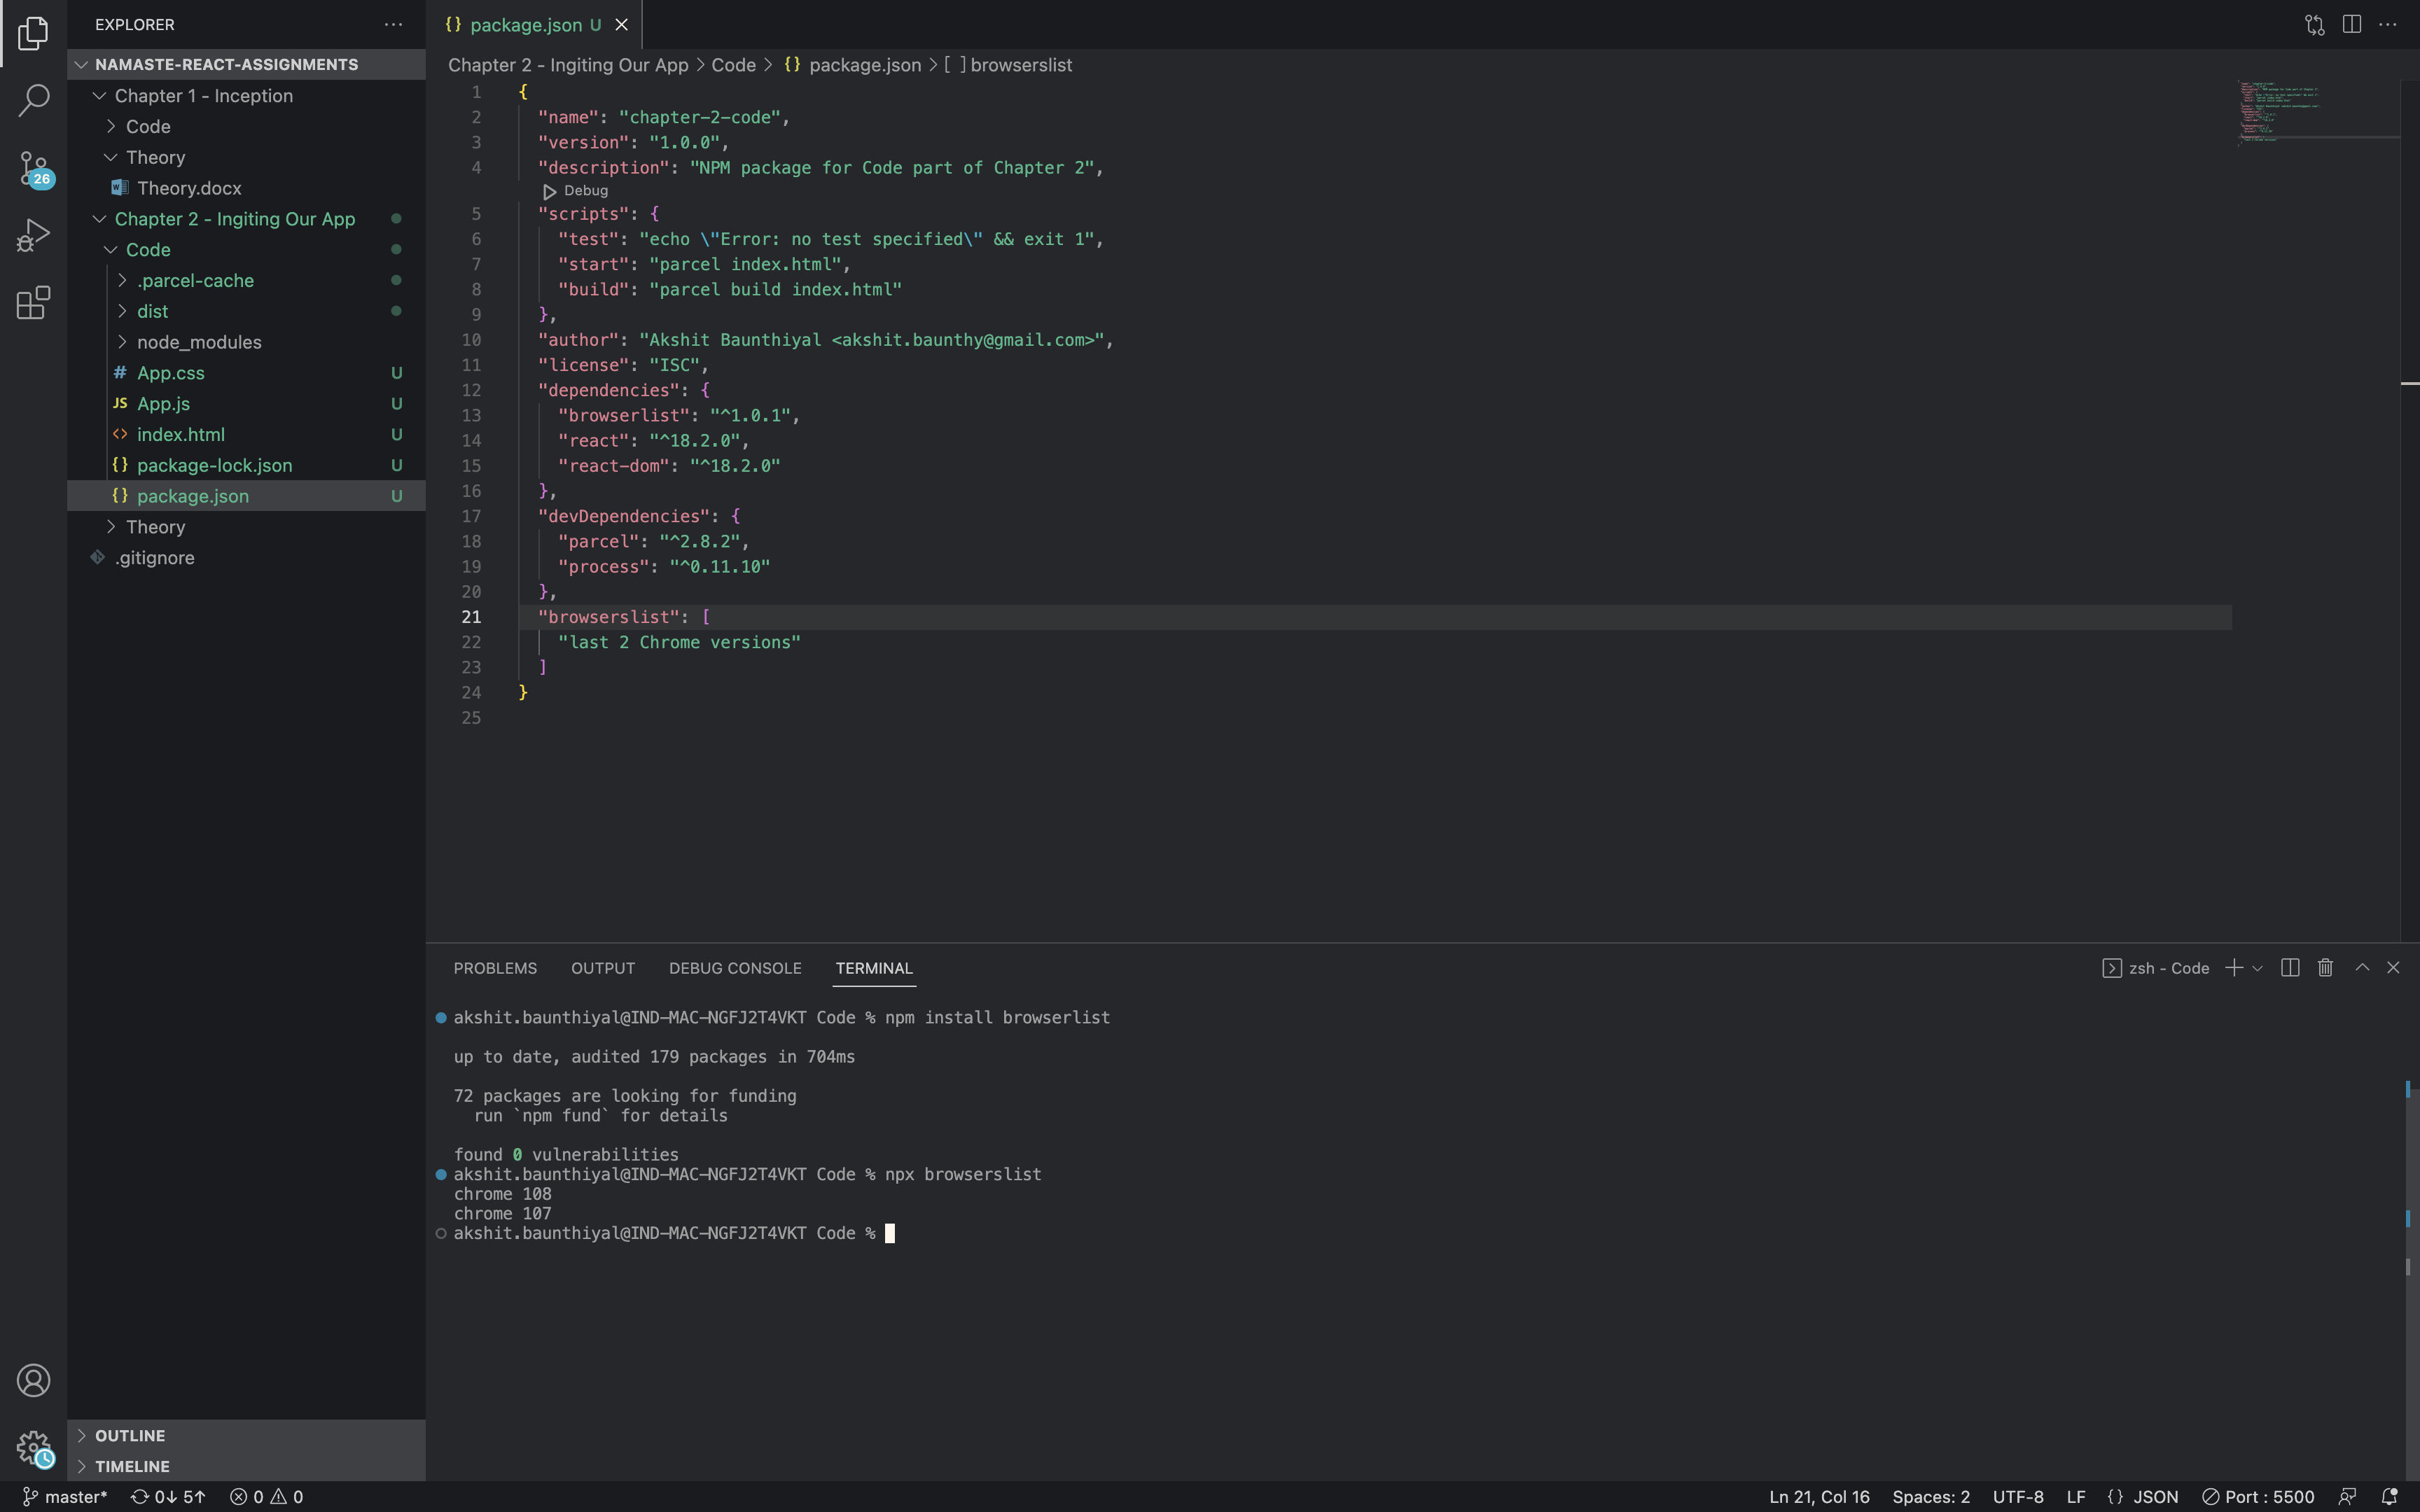 EXPLORER
NAMASTE-REACT-ASSIGNMENTS
Chapter 1 - Inception
Code
Theory
Theory.docx
Chapter 2 - Ingiting Our App
Code
.parcel-cache
dist
node_modules
# App.css U
JS App.js U
<> index.html U
{} package-lock.json U
{} package.json U
Theory
.gitignore
26
OUTLINE
TIMELINE
{} package.json U
Chapter 2 - Ingiting Our App > Code > {} package.json > [ ] browserslist
1 {
2 "name": "chapter-2-code",
3 "version": "1.0.0",
4 "description": "NPM package for Code part of Chapter 2",
Debug
5 "scripts": {
6 "test": "echo \"Error: no test specified\" && exit 1",
7 "start": "parcel index.html",
8 "build": "parcel build index.html"
9 },
10 "author": "Akshit Baunthiyal <akshit.baunthy@gmail.com>",
11 "license": "ISC",
12 "dependencies": {
13 "browserlist": "^1.0.1",
14 "react": "^18.2.0",
15 "react-dom": "^18.2.0"
16 },
17 "devDependencies": {
18 "parcel": "^2.8.2",
19 "process": "^0.11.10"
20 },
21 "browserslist": [
22 "last 2 Chrome versions"
23 ]
24 }
25
PROBLEMS OUTPUT DEBUG CONSOLE TERMINAL
zsh - Code
akshit.baunthiyal@IND-MAC-NGFJ2T4VKT Code % npm install browserlist
up to date, audited 179 packages in 704ms
72 packages are looking for funding
run `npm fund` for details
found 0 vulnerabilities
akshit.baunthiyal@IND-MAC-NGFJ2T4VKT Code % npx browserslist
chrome 108
chrome 107
akshit.baunthiyal@IND-MAC-NGFJ2T4VKT Code %
master* 0↓ 5↑ 0 0 Ln 21, Col 16 Spaces: 2 UTF-8 LF {} JSON Port : 5500